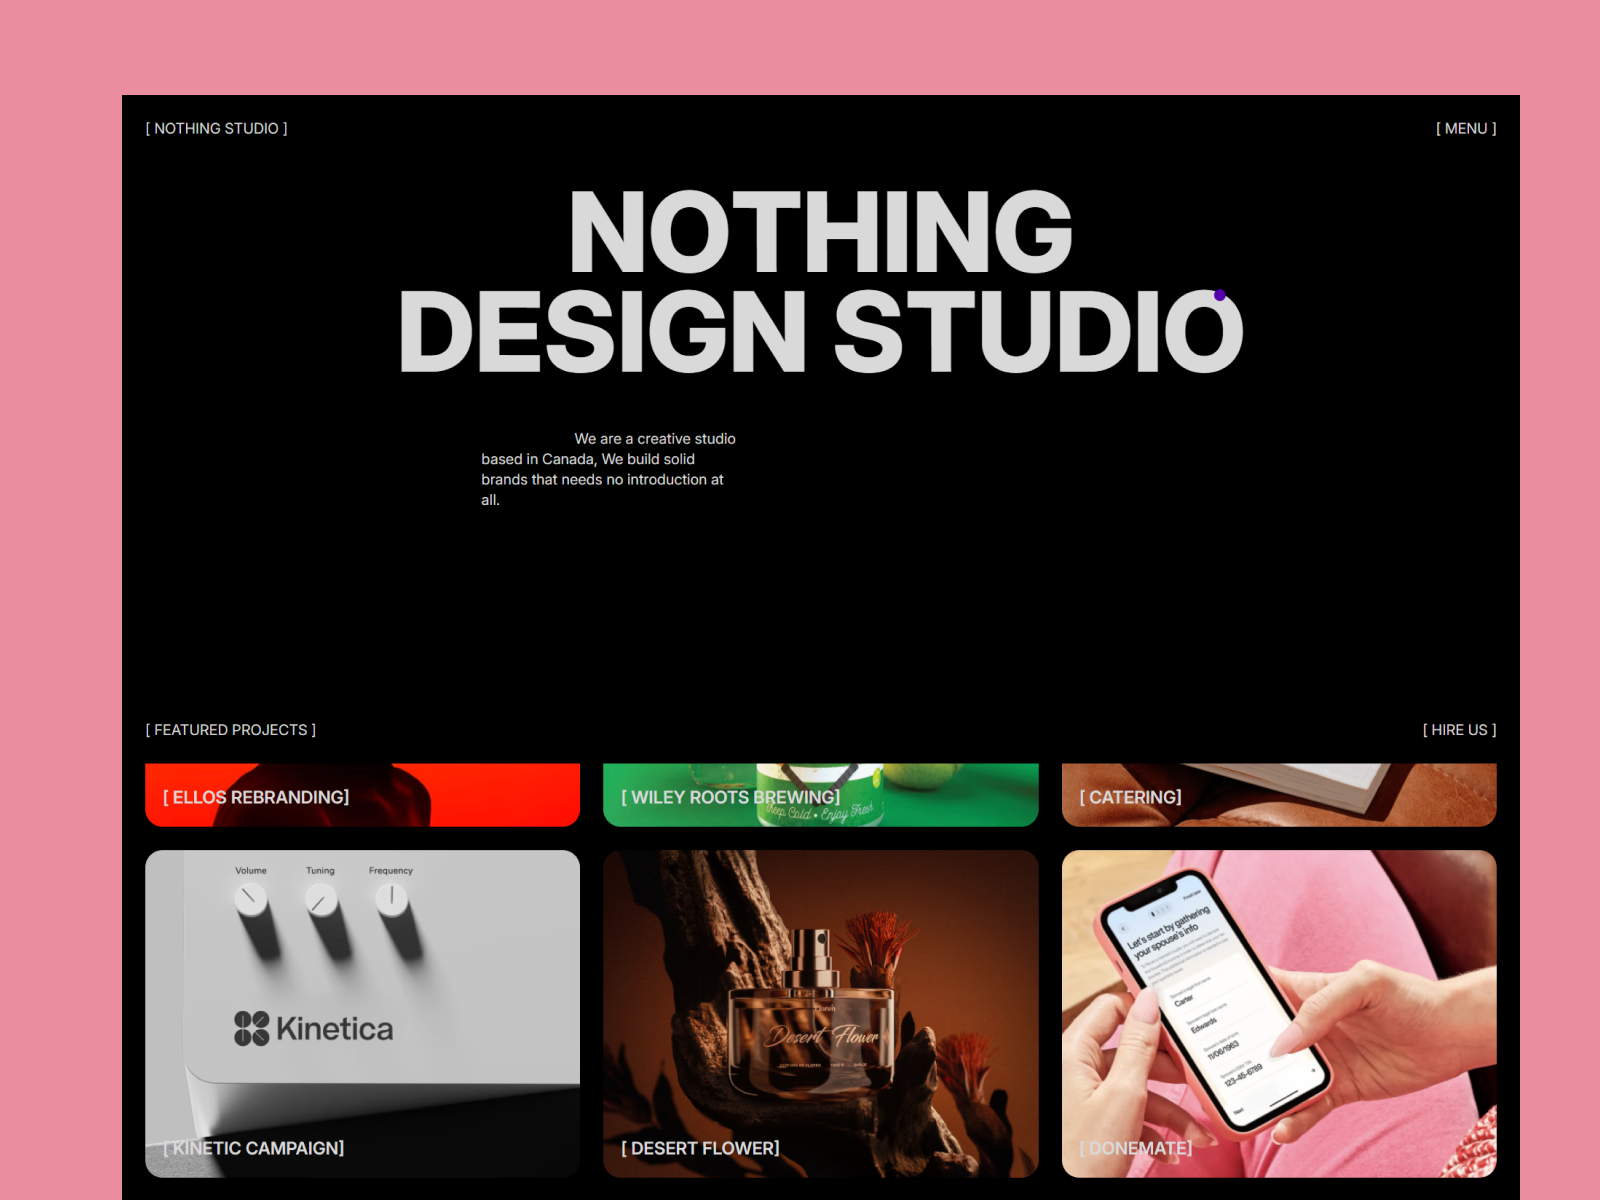 [ NOTHING STUDIO ]
[ MENU ]
NOTHING
DESIGN STUDIO
We are a creative studio
based in Canada, We build solid
brands that needs no introduction at
all.
[ FEATURED PROJECTS ]
[ HIRE US ]
[ ELLOS REBRANDING]
[ WILEY ROOTS BREWING]
Keep Cold • Enjoy Fresh
[ CATERING]
Volume
Tuning
Frequency
Kinetica
[ KINETIC CAMPAIGN]
Desert Flower
[ DESERT FLOWER]
Let's start by gathering
your spouse's info
Carter
Edwards
11/06/1963
123-45-6789
Next
[ DONEMATE]